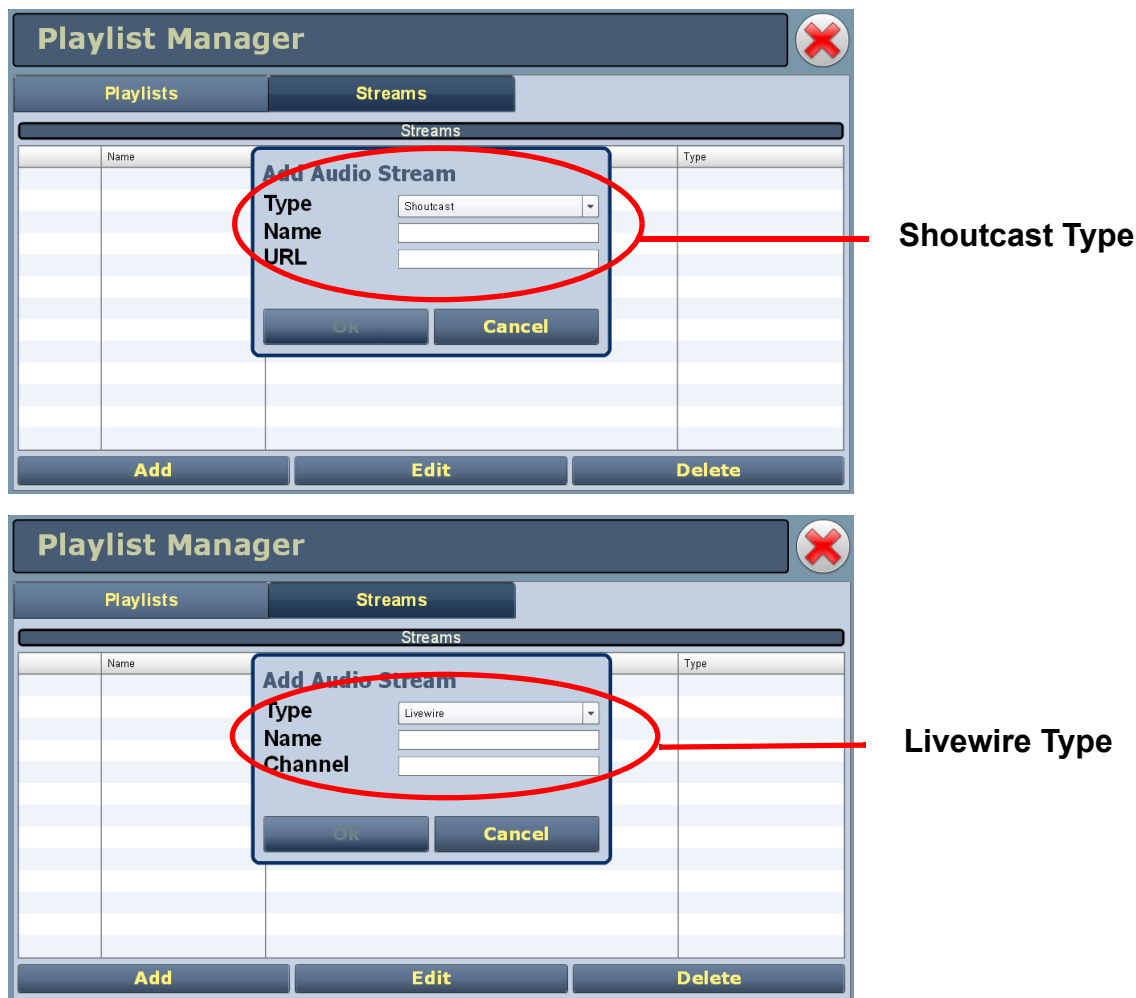 Playlist Manager
Playlists Streams
Streams
Name Type
Add Audio Stream
Type Shoutcast
Name
URL
Ok Cancel
Add Edit Delete
Shoutcast Type
Playlist Manager
Playlists Streams
Streams
Name Type
Add Audio Stream
Type Livewire
Name
Channel
Ok Cancel
Add Edit Delete
Livewire Type